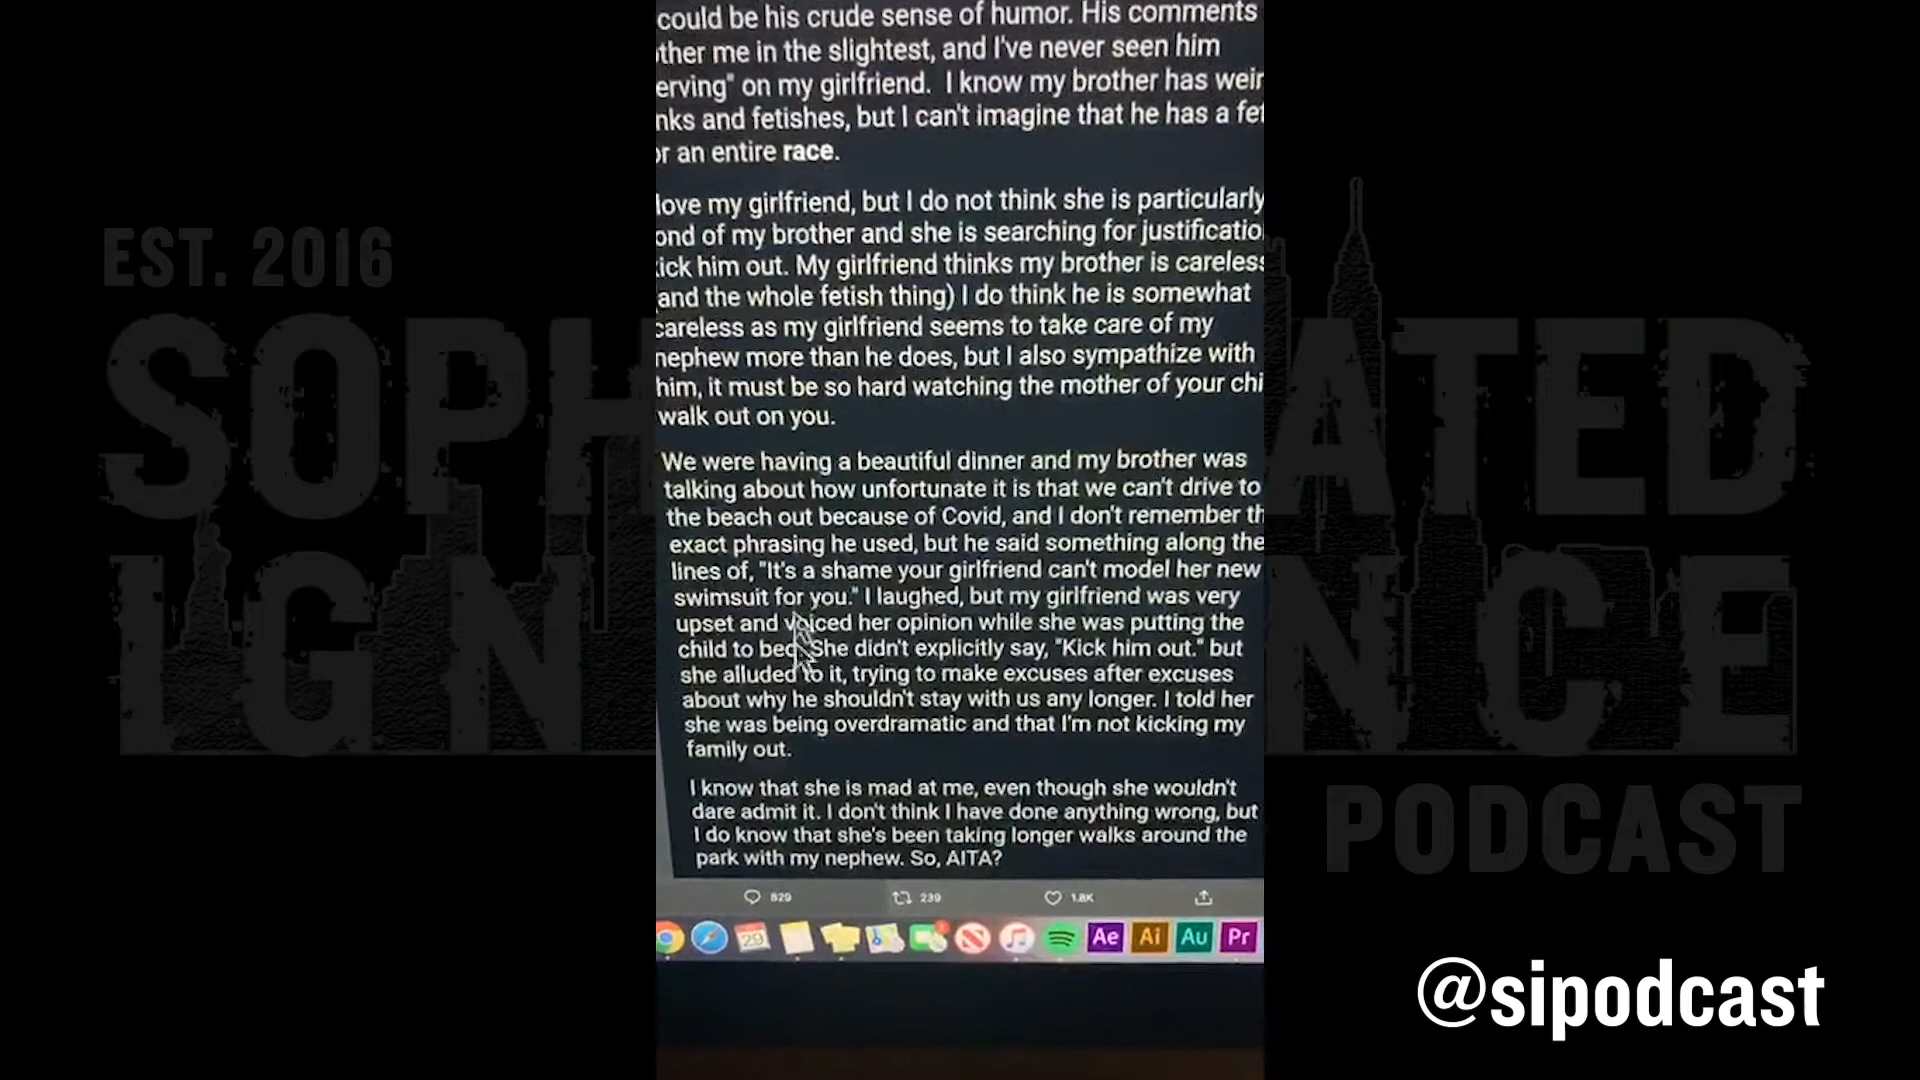 could be his crude sense of humor. His comments
ther me in the slightest, and I've never seen him
erving" on my girlfriend. I know my brother has weir
nks and fetishes, but I can't imagine that he has a fet
or an entire race.
love my girlfriend, but I do not think she is particularly
ond of my brother and she is searching for justificatio
ick him out. My girlfriend thinks my brother is careless
(and the whole fetish thing) I do think he is somewhat
careless as my girlfriend seems to take care of my
nephew more than he does, but I also sympathize with
him, it must be so hard watching the mother of your chi
walk out on you.
We were having a beautiful dinner and my brother was
talking about how unfortunate it is that we can't drive to
the beach out because of Covid, and I don't remember th
exact phrasing he used, but he said something along the
lines of, "It's a shame your girlfriend can't model her new
swimsuit for you." I laughed, but my girlfriend was very
upset and voiced her opinion while she was putting the
child to bed. She didn't explicitly say, "Kick him out." but
she alluded to it, trying to make excuses after excuses
about why he shouldn't stay with us any longer. I told her
she was being overdramatic and that I'm not kicking my
family out.
I know that she is mad at me, even though she wouldn't
dare admit it. I don't think I have done anything wrong, but
I do know that she's been taking longer walks around the
park with my nephew. So, AITA?
829 239 1.8K
29 Ae Ai Au Pr
EST. 2016
SOPH ATED
IGN NCE
PODCAST
@sipodcast